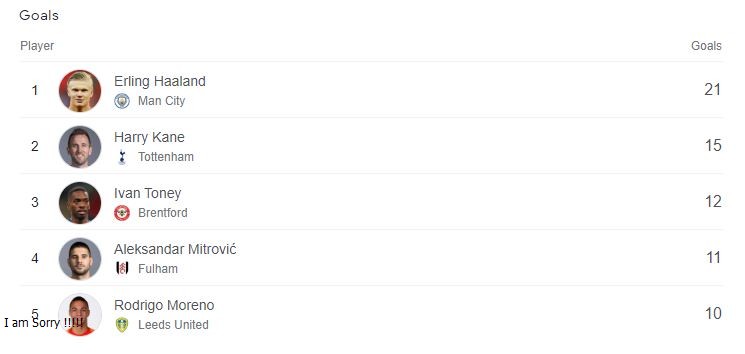 Goals
Player Goals
1 Erling Haaland 21
Man City
2 Harry Kane 15
Tottenham
3 Ivan Toney 12
Brentford
4 Aleksandar Mitrović 11
Fulham
5 Rodrigo Moreno 10
I am Sorry !!!!! Leeds United